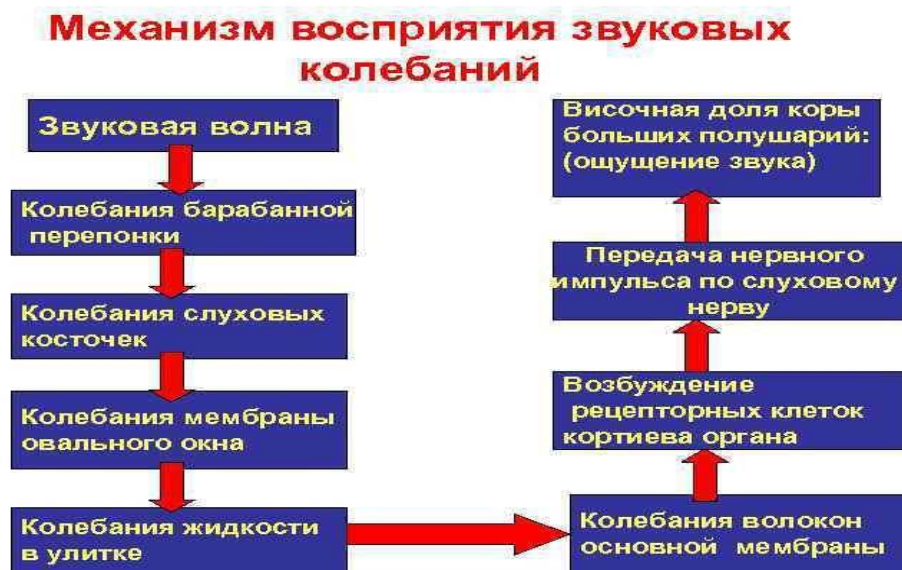 Механизм восприятия звуковых
колебаний
Звуковая волна
Колебания барабанной
перепонки
Колебания слуховых
косточек
Колебания мембраны
овального окна
Колебания жидкости
в улитке
Колебания волокон
основной мембраны
Возбуждение
рецепторных клеток
кортиева органа
Передача нервного
импульса по слуховому
нерву
Височная доля коры
больших полушарий:
(ощущение звука)